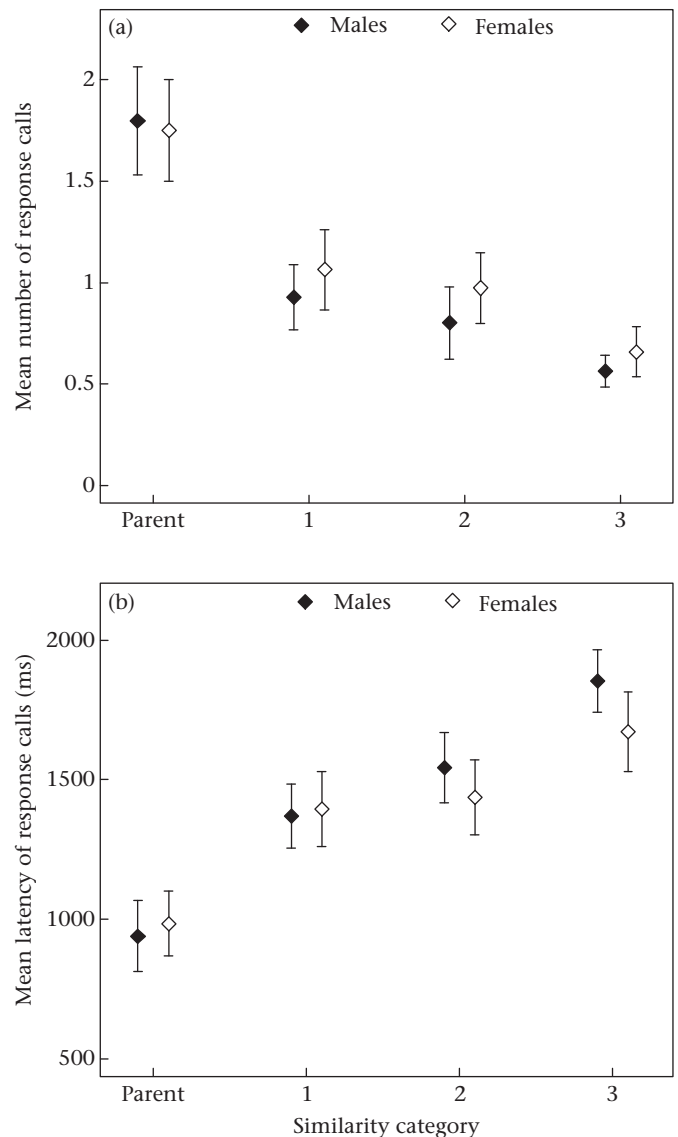 (a)
Males
Females
Mean number of response calls
2
1.5
1
0.5
0
Parent
1
2
3
(b)
Males
Females
Mean latency of response calls (ms)
2000
1500
1000
500
Parent
1
2
3
Similarity category